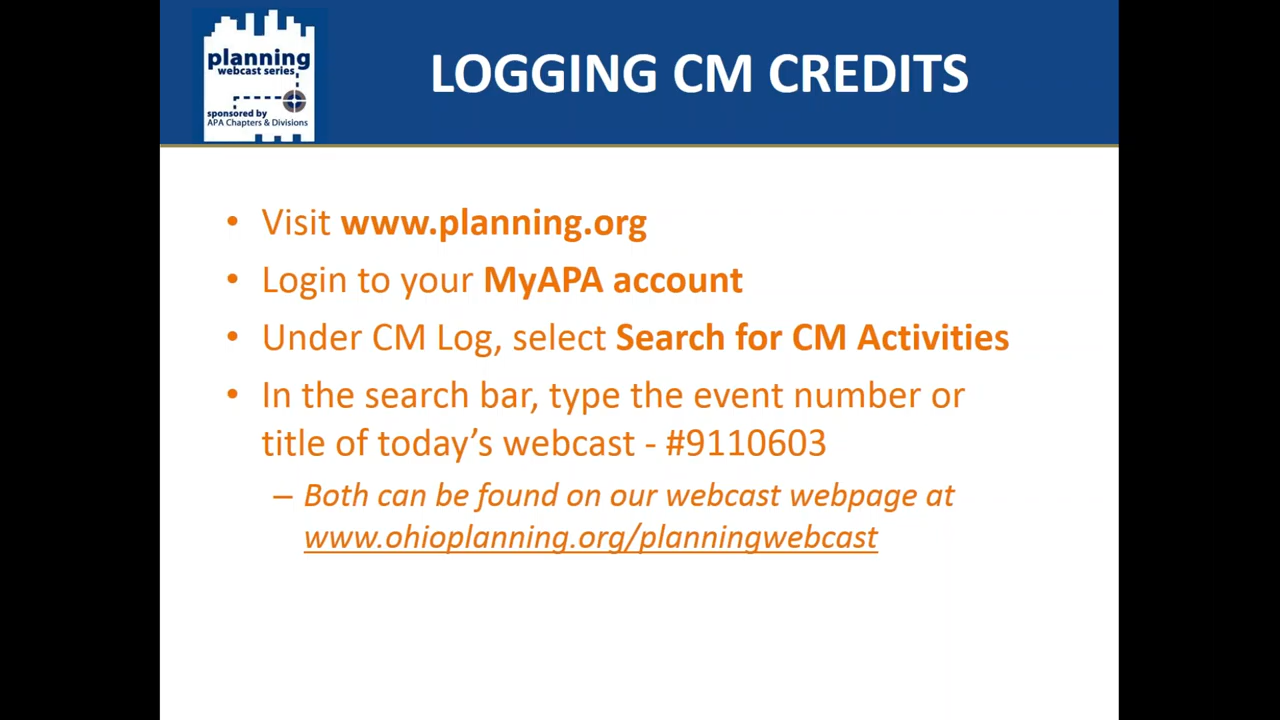 planning
webcast series
sponsored by
APA Chapters & Divisions
LOGGING CM CREDITS
• Visit www.planning.org
• Login to your MyAPA account
• Under CM Log, select Search for CM Activities
• In the search bar, type the event number or
title of today's webcast - #9110603
– Both can be found on our webcast webpage at
www.ohioplanning.org/planningwebcast